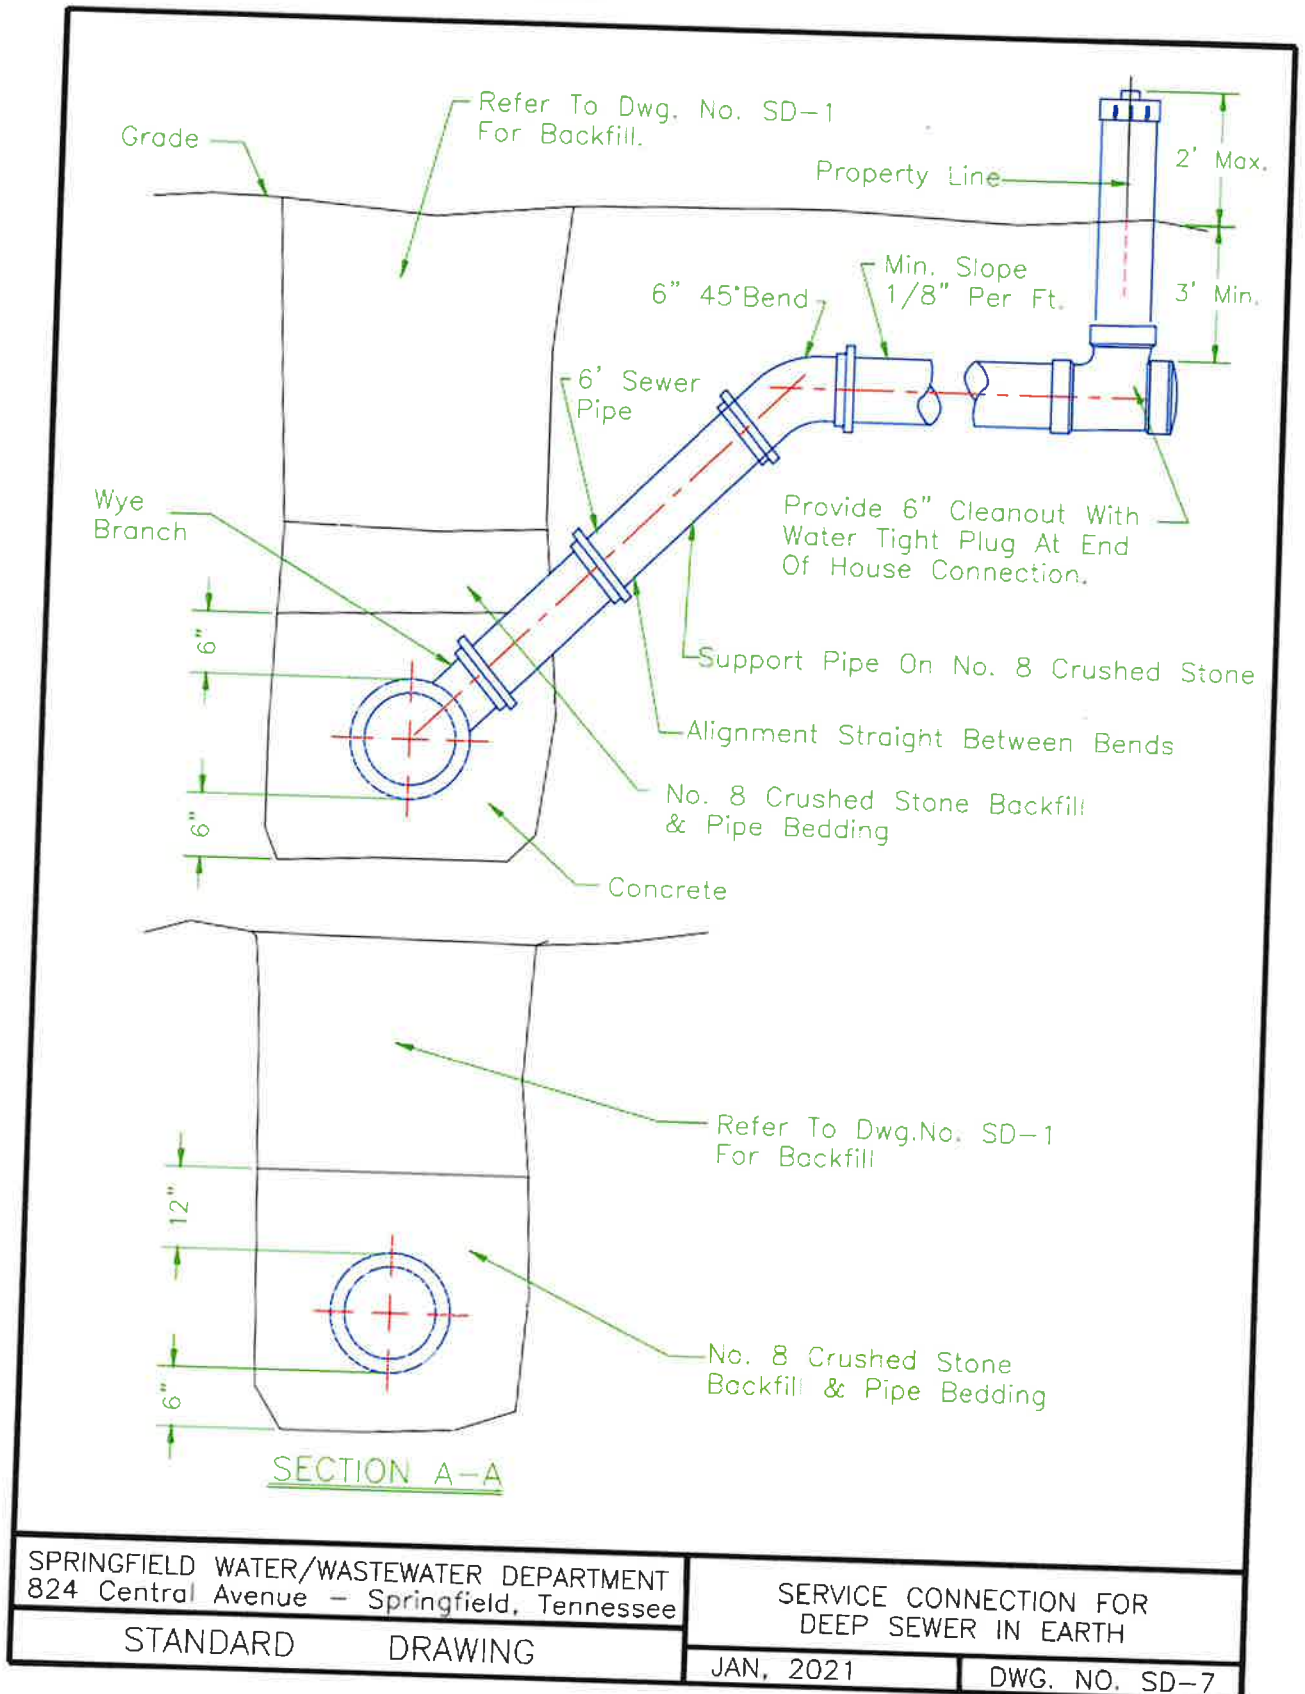 Refer To Dwg. No. SD-1
For Backfill.
Grade
Property Line
2' Max.
Min. Slope
1/8" Per Ft.
6" 45°Bend
3' Min.
6' Sewer
Pipe
Wye
Branch
Provide 6" Cleanout With
Water Tight Plug At End
Of House Connection.
6"
Support Pipe On No. 8 Crushed Stone
Alignment Straight Between Bends
No. 8 Crushed Stone Backfill
& Pipe Bedding
6"
Concrete
Refer To Dwg.No. SD-1
For Backfill
12"
No. 8 Crushed Stone
Backfill & Pipe Bedding
6"
SECTION A-A
SPRINGFIELD WATER/WASTEWATER DEPARTMENT
824 Central Avenue - Springfield, Tennessee
STANDARD DRAWING
SERVICE CONNECTION FOR
DEEP SEWER IN EARTH
JAN, 2021
DWG. NO. SD-7